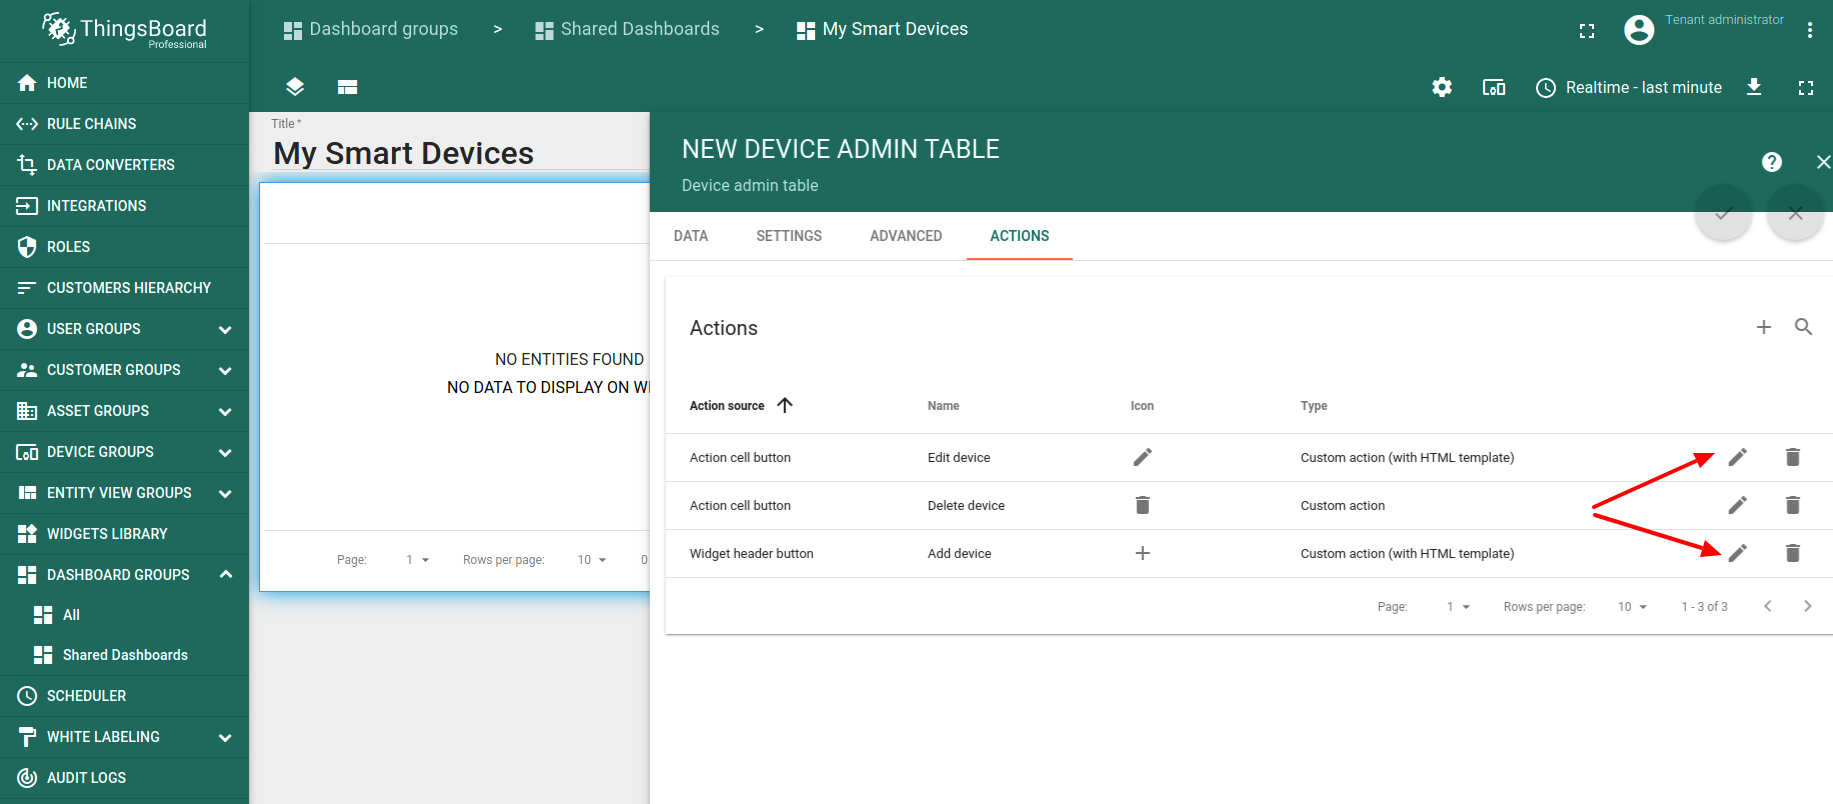 ThingsBoard
Professional
Dashboard groups > Shared Dashboards > My Smart Devices
Tenant administrator
HOME
RULE CHAINS
DATA CONVERTERS
INTEGRATIONS
ROLES
CUSTOMERS HIERARCHY
USER GROUPS
CUSTOMER GROUPS
ASSET GROUPS
DEVICE GROUPS
ENTITY VIEW GROUPS
WIDGETS LIBRARY
DASHBOARD GROUPS
All
Shared Dashboards
SCHEDULER
WHITE LABELING
AUDIT LOGS
Realtime - last minute
Title *
My Smart Devices
NO ENTITIES FOUND
NO DATA TO DISPLAY ON
Page: 1 Rows per page: 10 0
NEW DEVICE ADMIN TABLE
Device admin table
DATA SETTINGS ADVANCED ACTIONS
Actions
Action source Name Icon Type
Action cell button Edit device Custom action (with HTML template)
Action cell button Delete device Custom action
Widget header button Add device Custom action (with HTML template)
Page: 1 Rows per page: 10 1 - 3 of 3